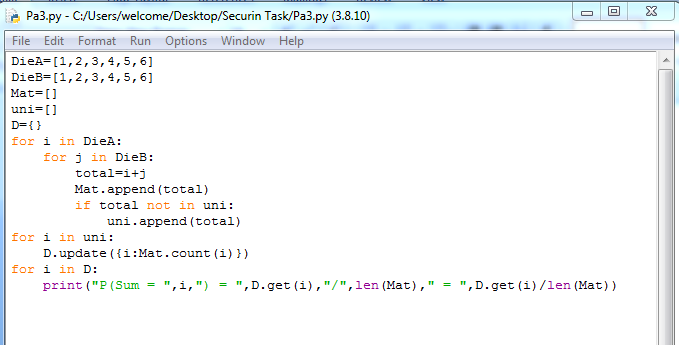 Pa3.py - C:/Users/welcome/Desktop/Securin Task/Pa3.py (3.8.10)
File Edit Format Run Options Window Help
DieA=[1,2,3,4,5,6]
DieB=[1,2,3,4,5,6]
Mat=[]
uni=[]
D={}
for i in DieA:
    for j in DieB:
        total=i+j
        Mat.append(total)
        if total not in uni:
            uni.append(total)
for i in uni:
    D.update({i:Mat.count(i)})
for i in D:
    print("P(Sum = ",i,") = ",D.get(i),"/",len(Mat)," = ",D.get(i)/len(Mat))